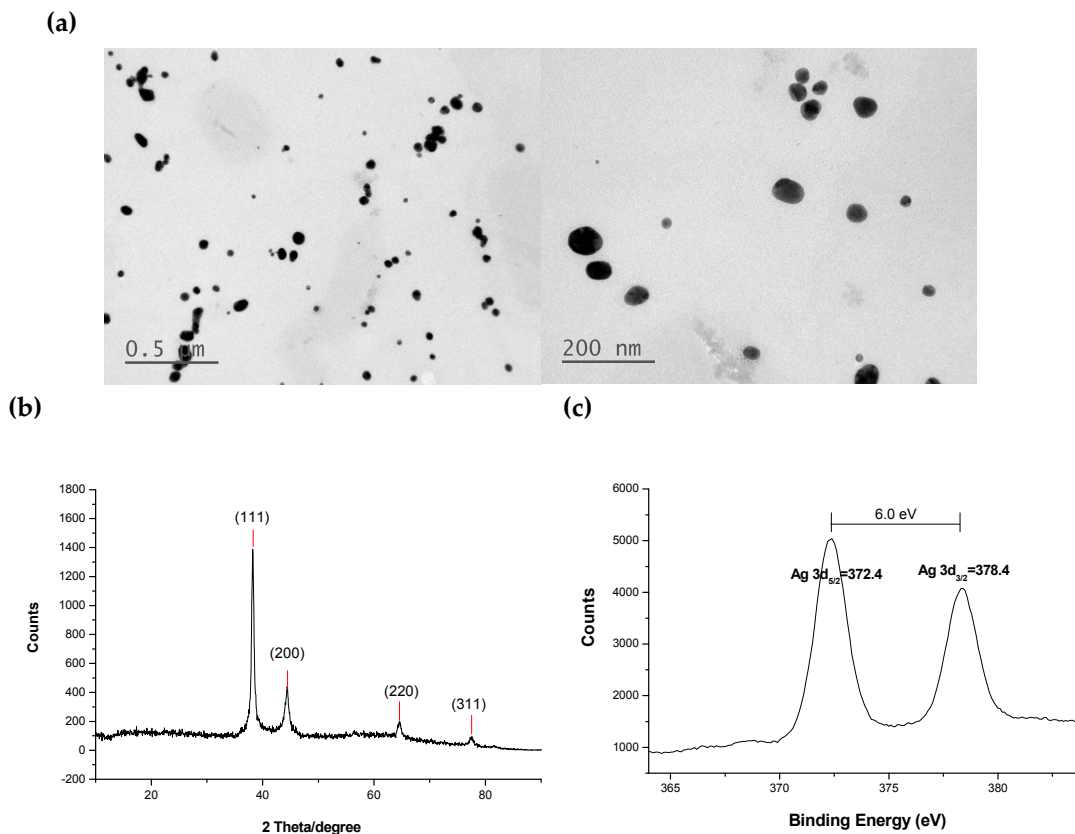 (a)
0.5 μm
200 nm
(b)
(c)
1800
1600
1400
1200
1000
800
600
400
200
0
-200
Counts
(111)
(200)
(220)
(311)
20
40
60
80
2 Theta/degree
6000
5000
4000
3000
2000
1000
Counts
6.0 eV
Ag 3d5/2=372.4
Ag 3d3/2=378.4
365
370
375
380
Binding Energy (eV)